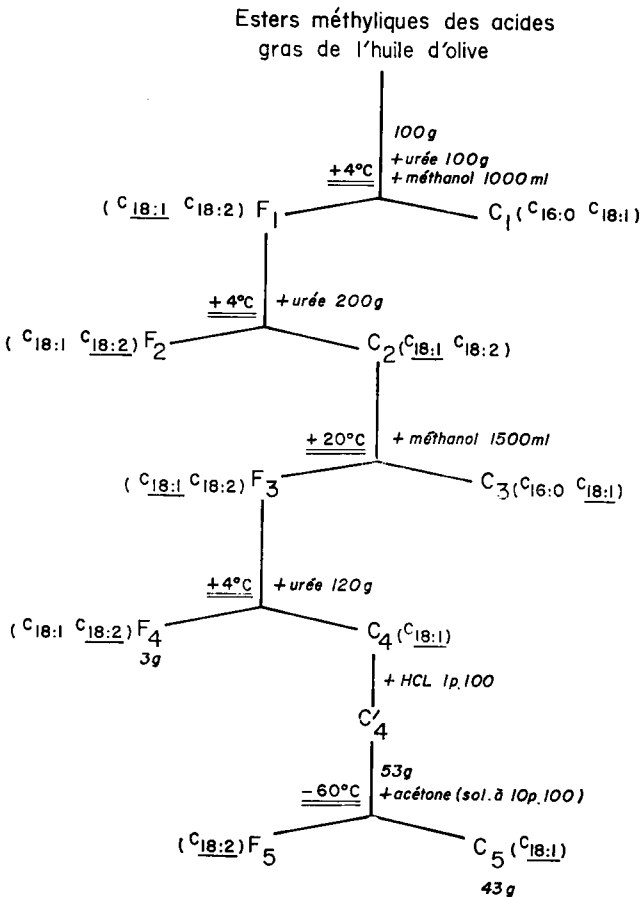 Esters méthyliques des acides
gras de l'huile d'olive
100g
+urée 100g
+4°C
+méthanol 1000 ml
(C18:1 C18:2) F1
C1 (C16:0 C18:1)
+4°C
+urée 200g
(C18:1 C18:2) F2
C2 (C18:1 C18:2)
+20°C
+ méthanol 1500ml
(C18:1 C18:2) F3
C3 (C16:0 C18:1)
+4°C
+urée 120g
(C18:1 C18:2) F4
3g
C4 (C18:1)
+ HCL 1p.100
C'4
53g
-60°C
+acétone (sol. à 10p.100)
(C18:2) F5
C5 (C18:1)
43g